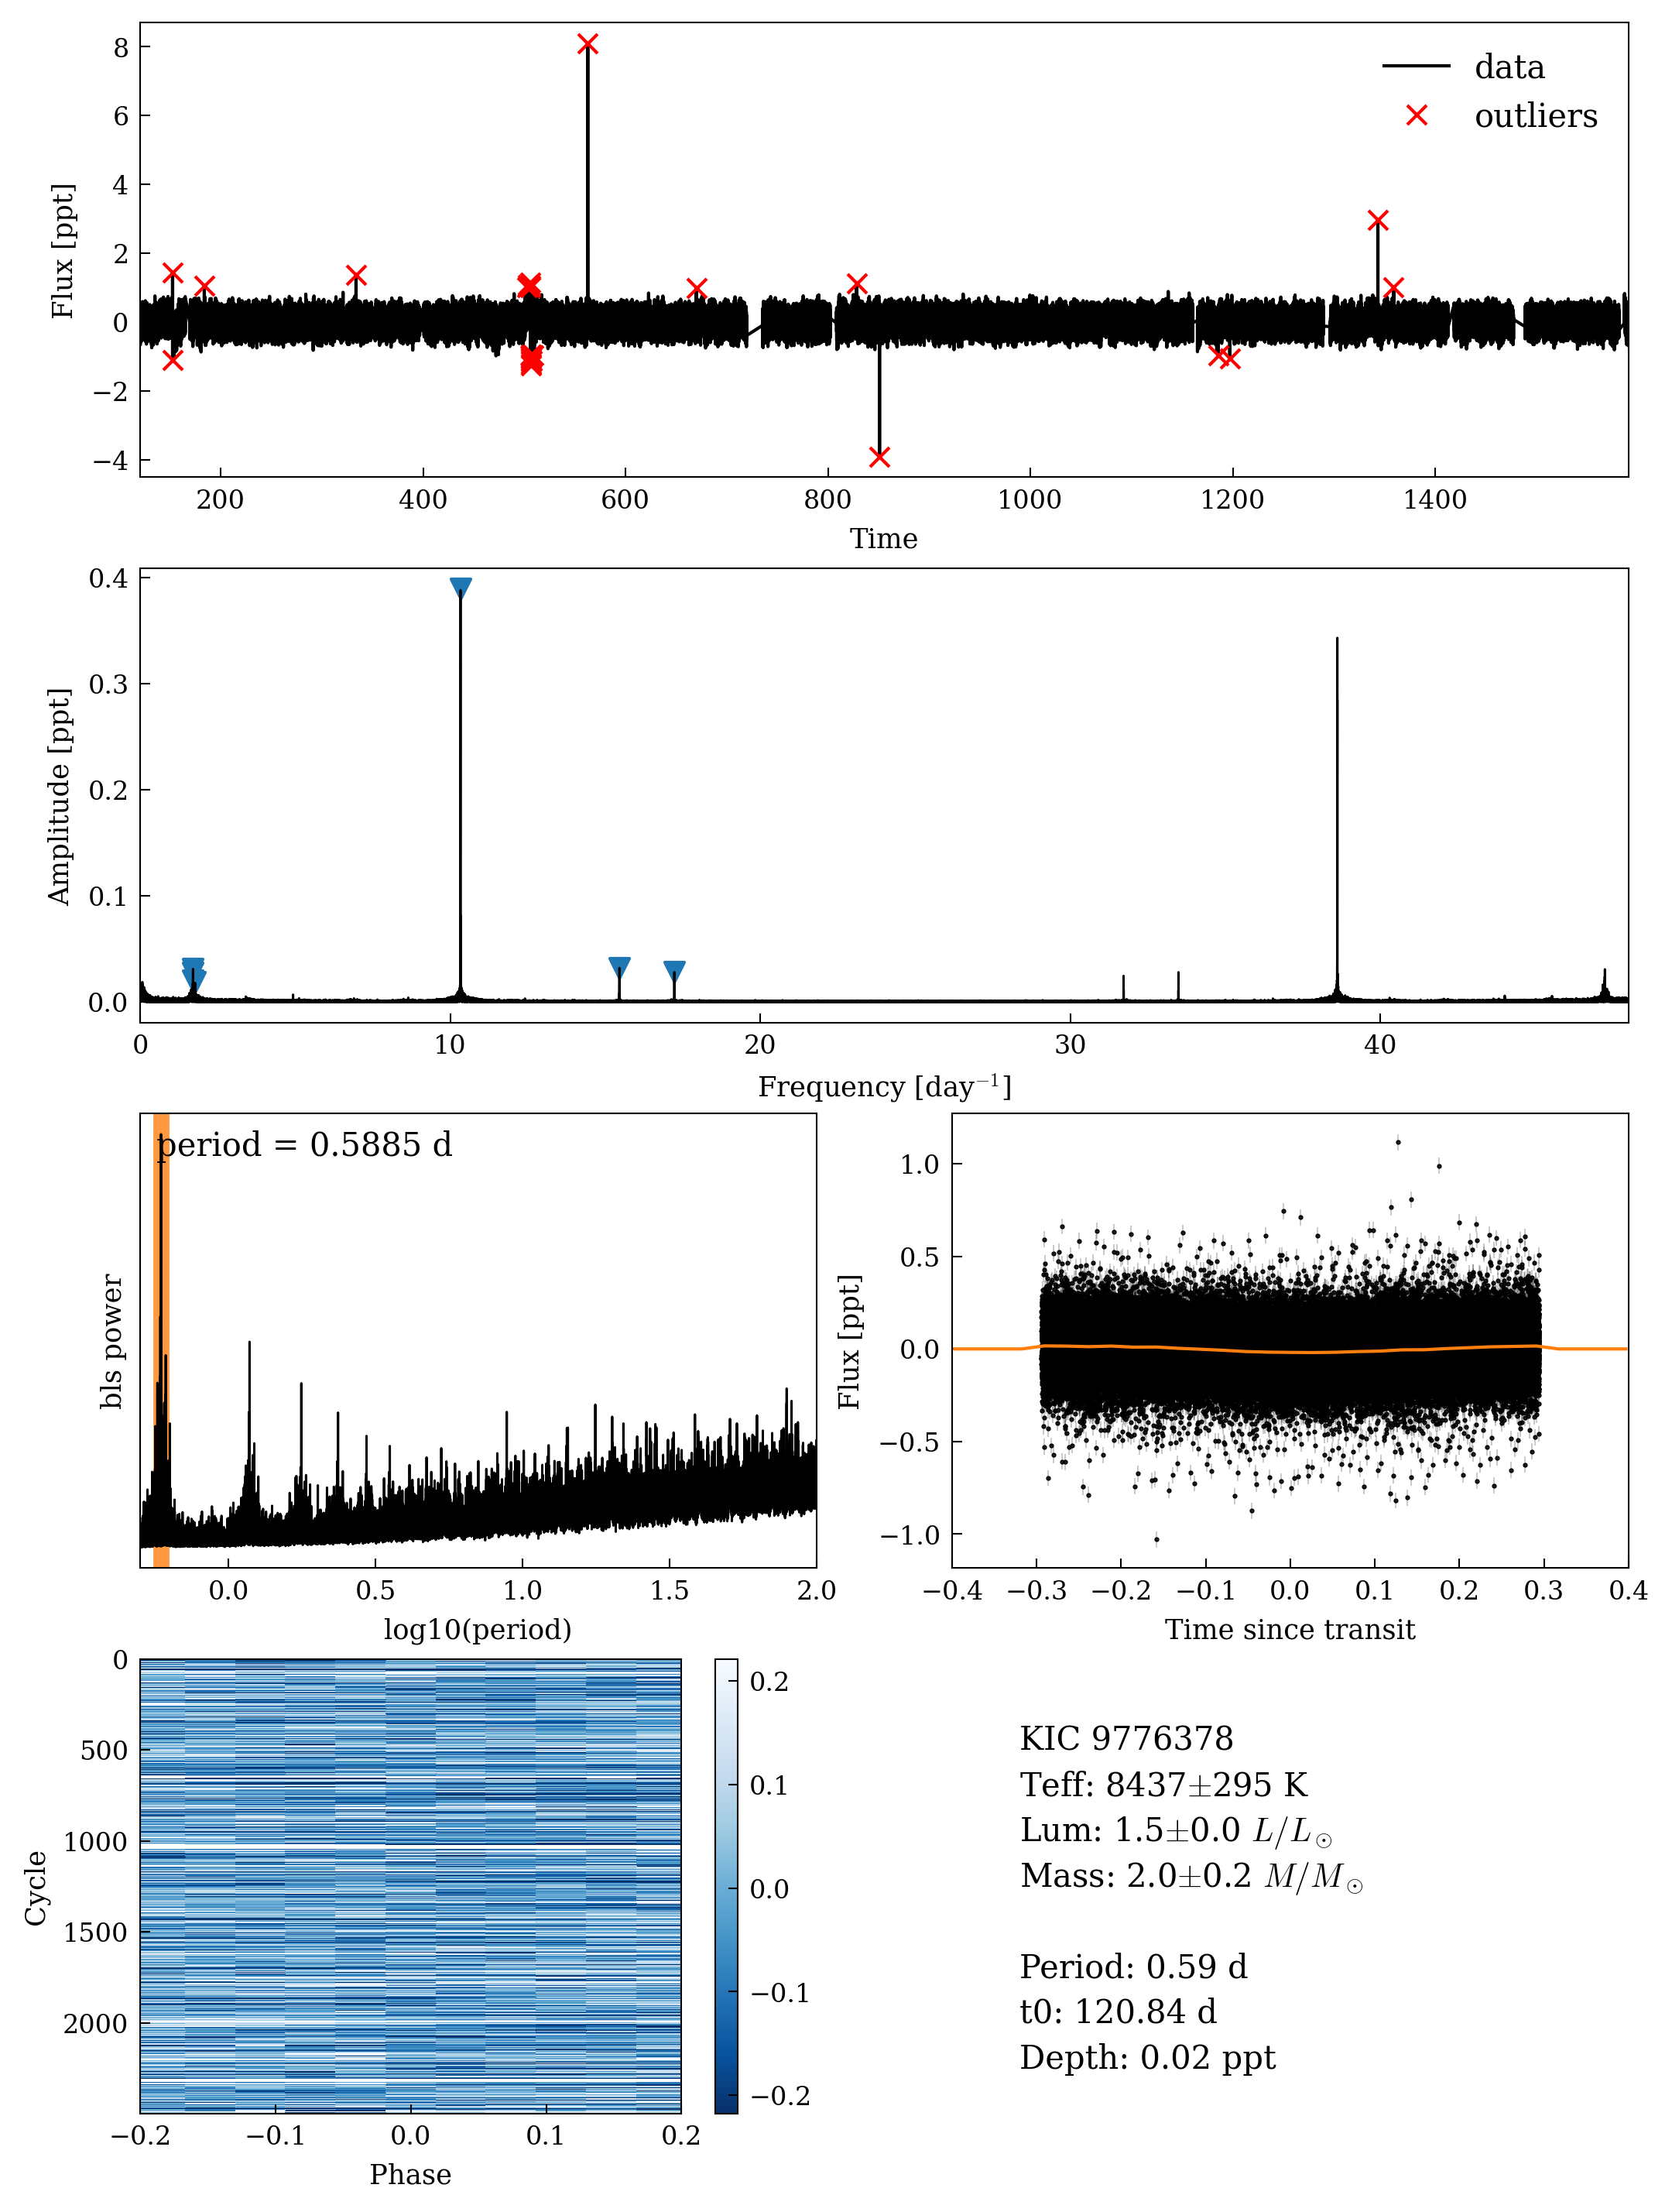 8
6
4
2
0
−2
−4
Flux [ppt]
data
outliers
200 400 600 800 1000 1200 1400
Time
0.4
0.3
0.2
0.1
0.0
Amplitude [ppt]
0 10 20 30 40
Frequency [day⁻¹]
period = 0.5885 d
bls power
0.0 0.5 1.0 1.5 2.0
log10(period)
1.0
0.5
0.0
−0.5
−1.0
Flux [ppt]
−0.4 −0.3 −0.2 −0.1 0.0 0.1 0.2 0.3 0.4
Time since transit
0
500
1000
1500
2000
Cycle
−0.2 −0.1 0.0 0.1 0.2
Phase
0.2
0.1
0.0
−0.1
−0.2
KIC 9776378
Teff: 8437±295 K
Lum: 1.5±0.0 L/L⊙
Mass: 2.0±0.2 M/M⊙
Period: 0.59 d
t0: 120.84 d
Depth: 0.02 ppt